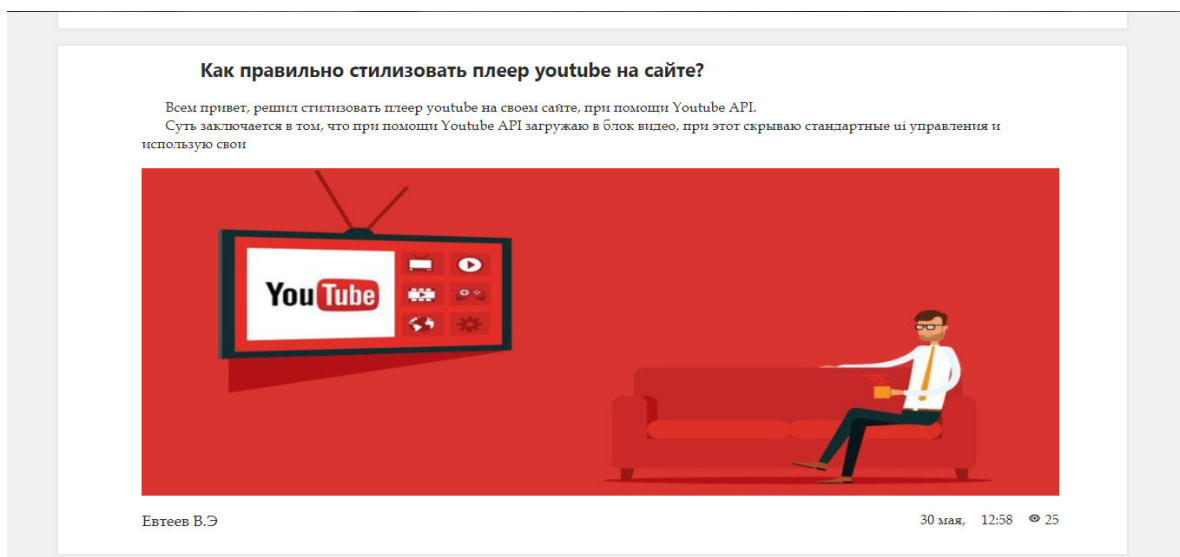 Как правильно стилизовать плеер youtube на сайте?
Всем привет, решил стилизовать плеер youtube на своем сайте, при помощи Youtube API.
Суть заключается в том, что при помощи Youtube API загружаю в блок видео, при этот скрываю стандартные ui управления и
использую свои
YouTube
Евтеев В.Э
30 мая, 12:58 25